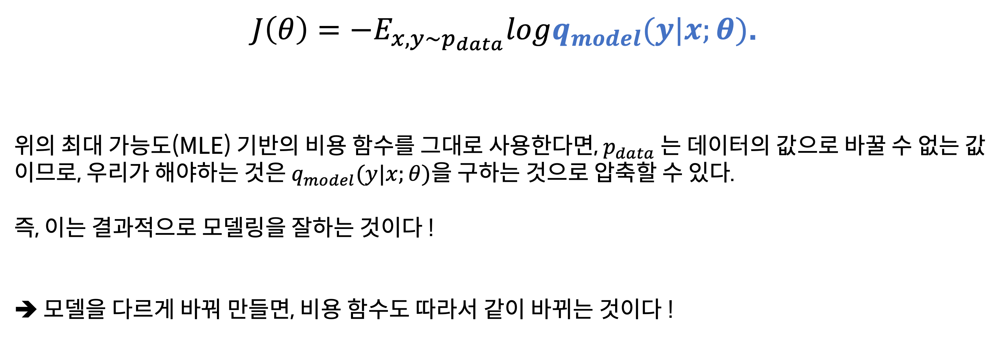 J(θ) = −E_{x,y~p_{data}} log q_{model}(y|x; θ).
위의 최대 가능도(MLE) 기반의 비용 함수를 그대로 사용한다면, p_{data} 는 데이터의 값으로 바꿀 수 없는 값
이므로, 우리가 해야하는 것은 q_{model}(y|x; θ)을 구하는 것으로 압축할 수 있다.
즉, 이는 결과적으로 모델링을 잘하는 것이다 !
➔ 모델을 다르게 바꿔 만들면, 비용 함수도 따라서 같이 바뀌는 것이다 !